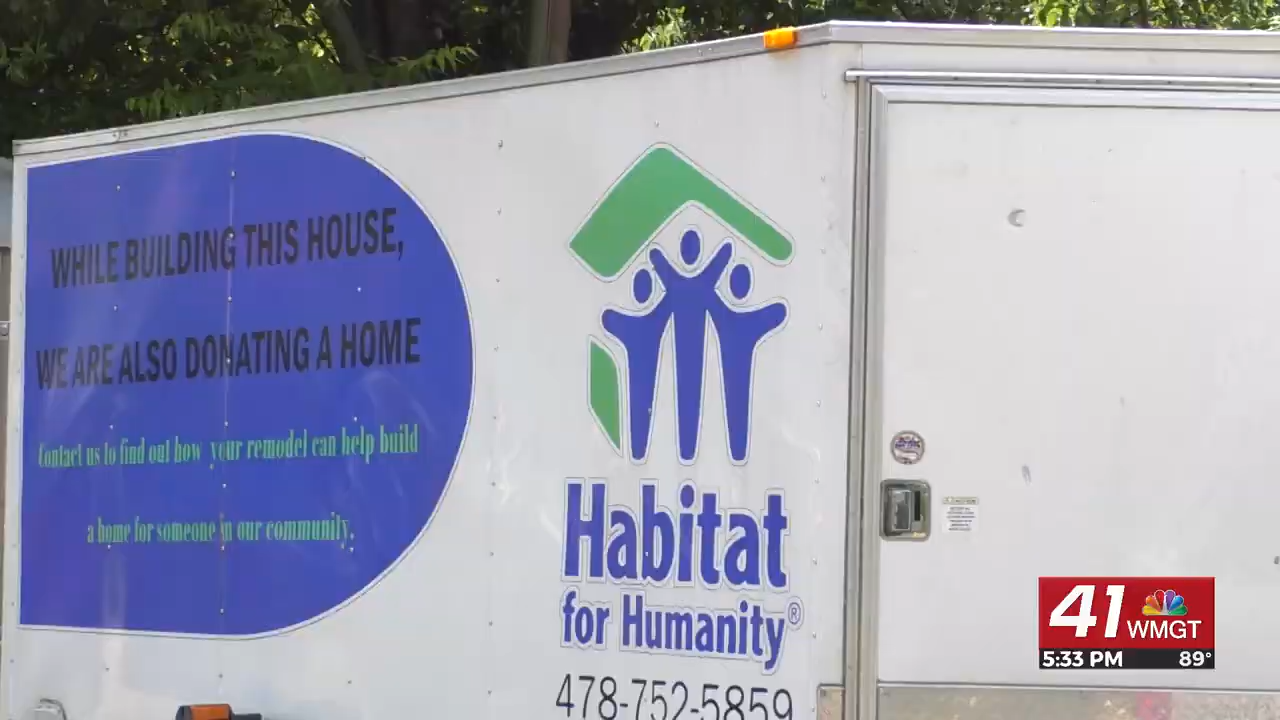 WHILE BUILDING THIS HOUSE,
WE ARE ALSO DONATING A HOME
Contact us to find out how your remodel can help build
a home for someone in our community.
Habitat
for Humanity®
478-752-5859
41 WMGT
5:33 PM 89°